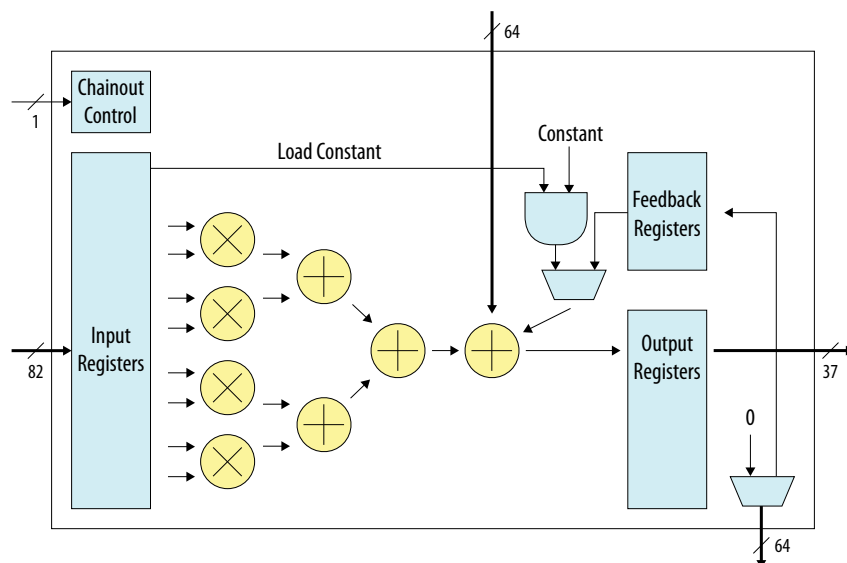 64
Chainout
Control
1
Constant
Load Constant
Feedback
Registers
Input
Registers
82
Output
Registers
37
0
64